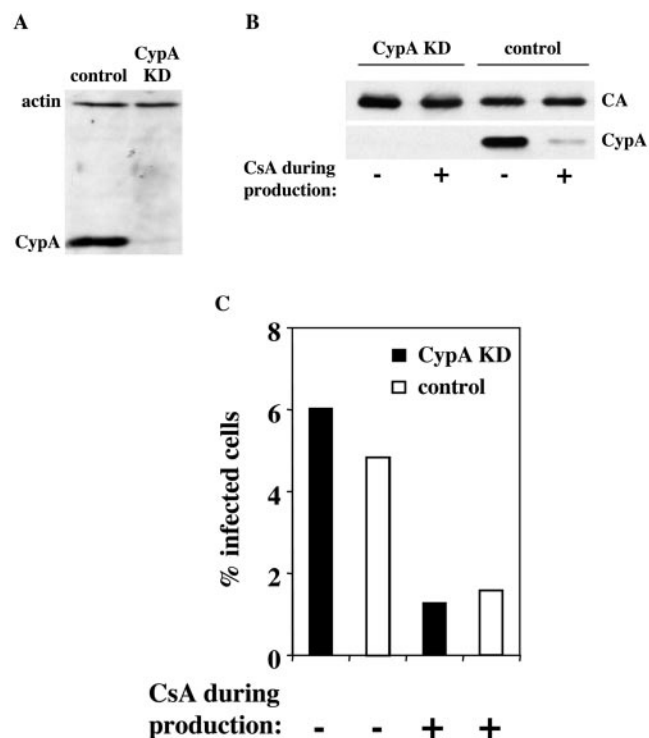 A
CypA
control KD
actin
CypA
B
CypA KD control
CA
CypA
CsA during
production: - + - +
C
8
CypA KD
control
6
4
2
0
% infected cells
CsA during
production: - - + +